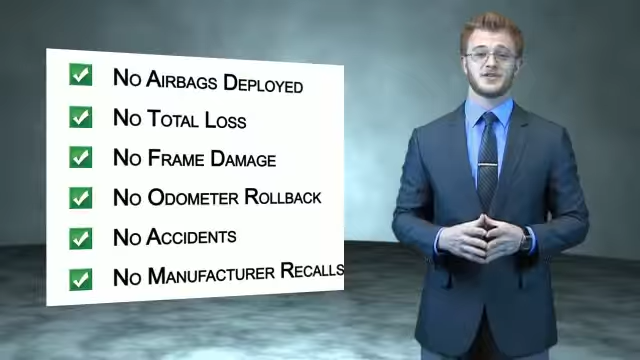 No Airbags Deployed
No Total Loss
No Frame Damage
No Odometer Rollback
No Accidents
No Manufacturer Recalls